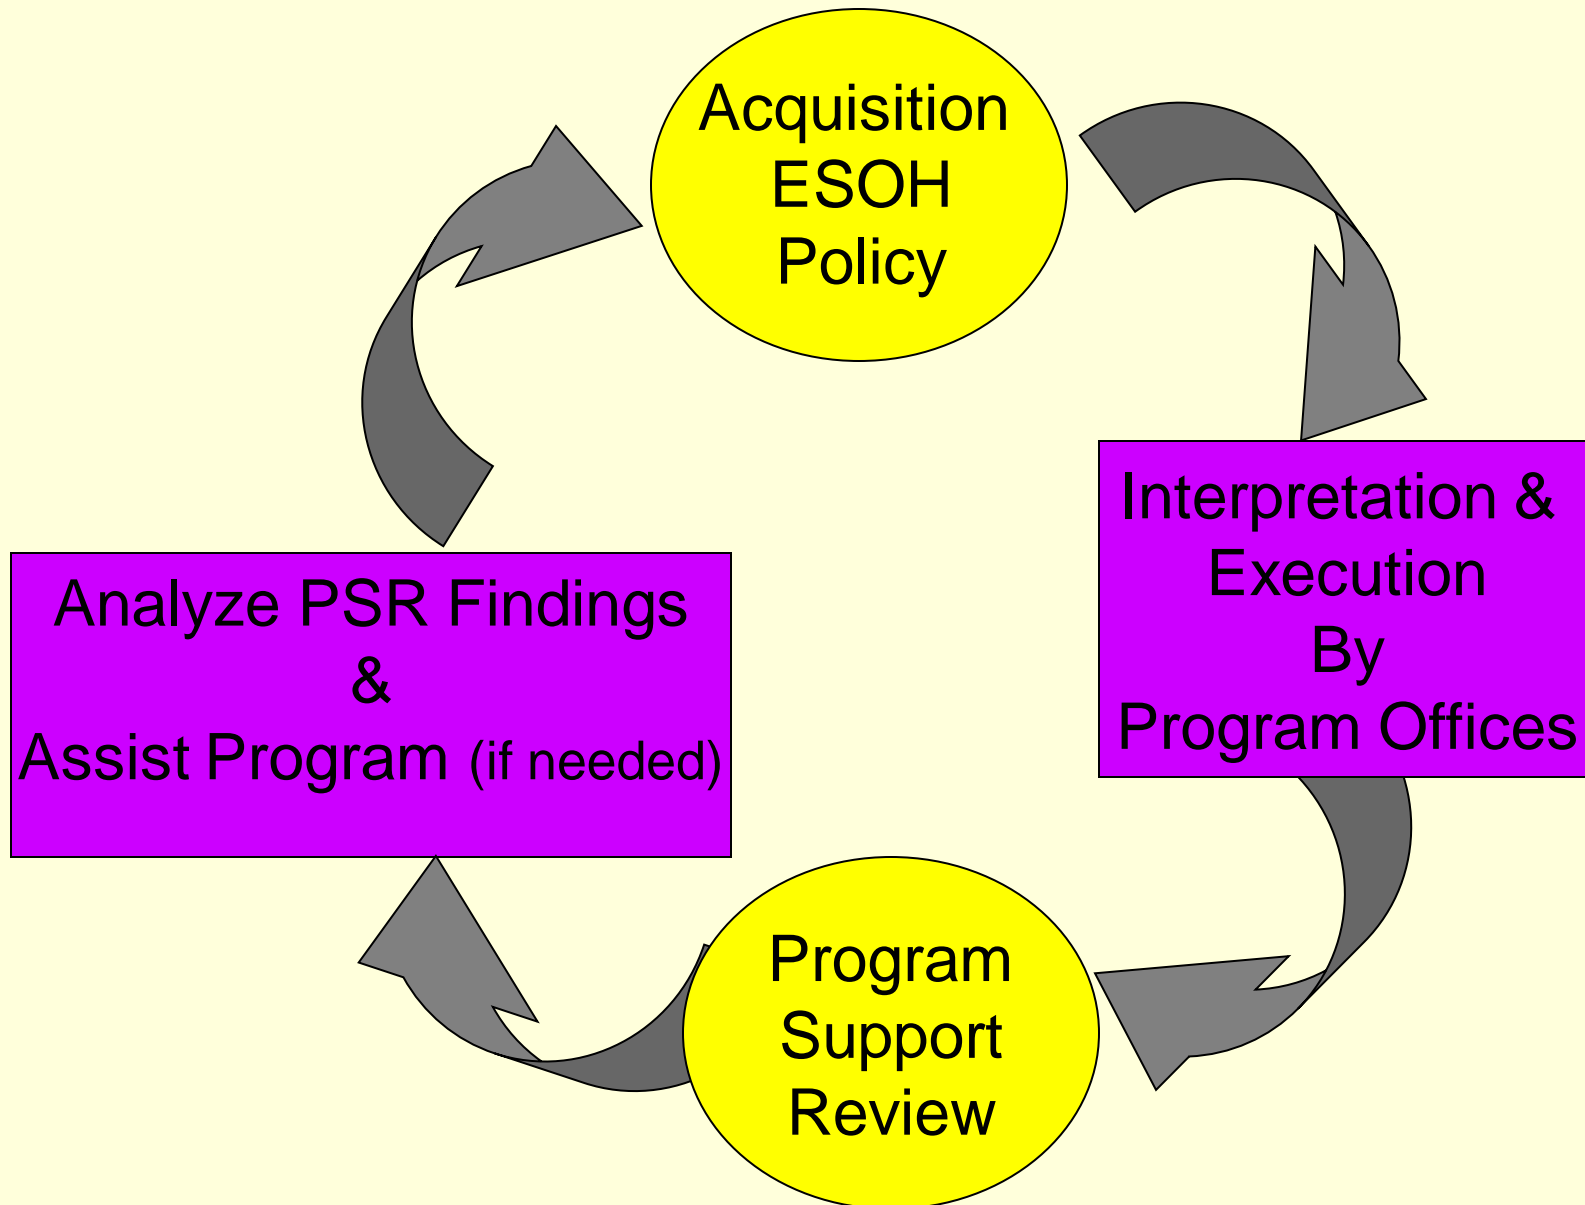 Acquisition
ESOH
Policy
Interpretation &
Execution
By
Program Offices
Program
Support
Review
Analyze PSR Findings
&
Assist Program (if needed)